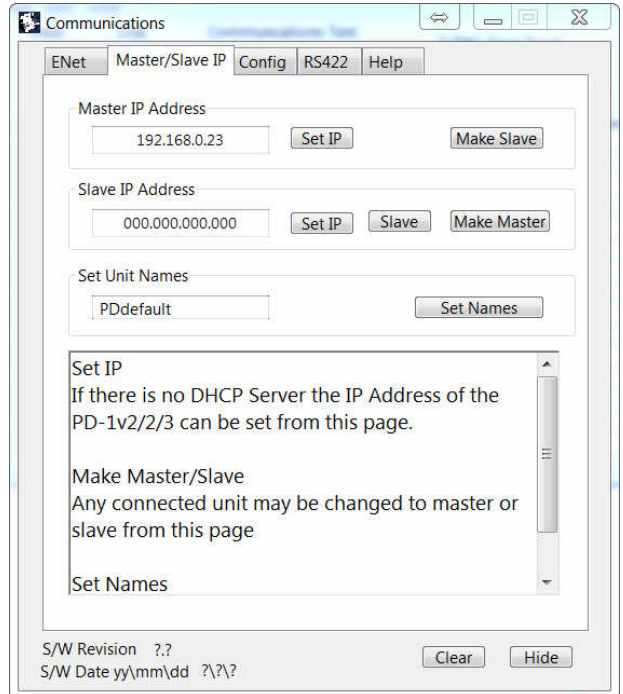 Communications
ENet Master/Slave IP Config RS422 Help
Master IP Address
192.168.0.23 Set IP Make Slave
Slave IP Address
000.000.000.000 Set IP Slave Make Master
Set Unit Names
PDdefault Set Names
Set IP
If there is no DHCP Server the IP Address of the
PD-1v2/2/3 can be set from this page.
Make Master/Slave
Any connected unit may be changed to master or
slave from this page
Set Names
S/W Revision ?.?
S/W Date yy\mm\dd ?\?\?
Clear Hide